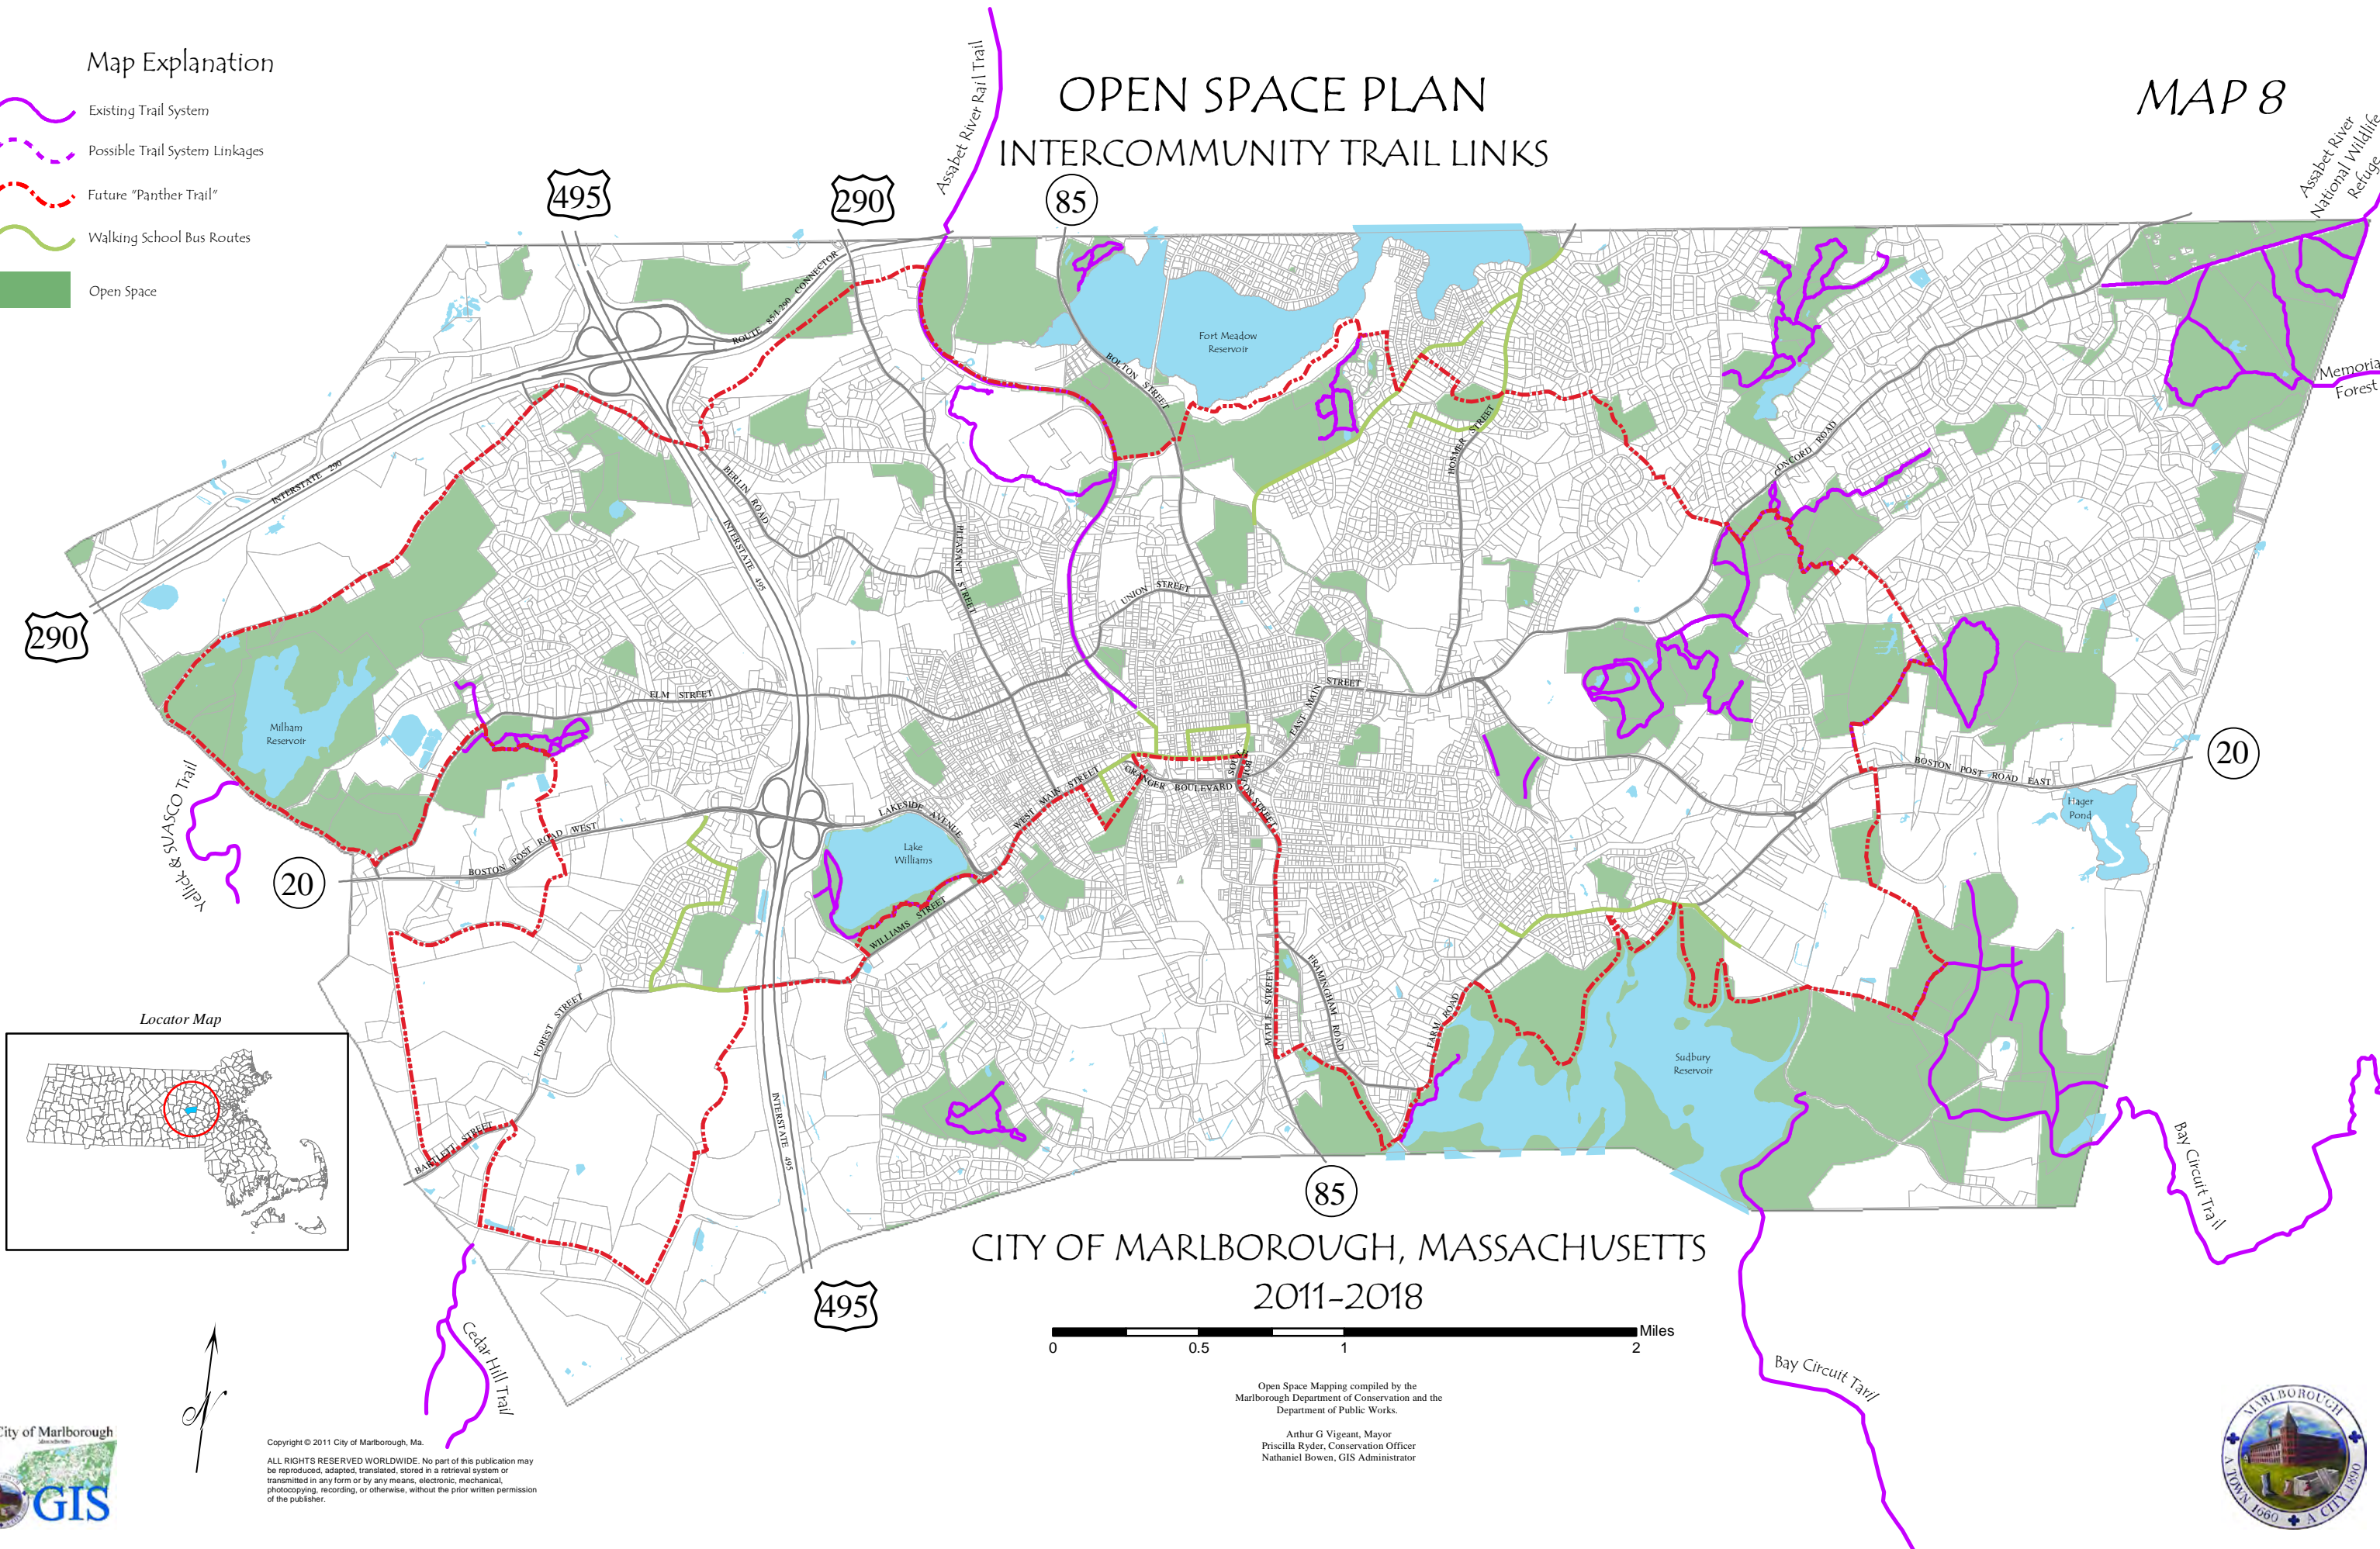 Map Explanation
Existing Trail System
Possible Trail System Linkages
Future "Panther Trail"
Walking School Bus Routes
Open Space
OPEN SPACE PLAN
INTERCOMMUNITY TRAIL LINKS
MAP 8
Assabet River Rail Trail
Assabet River
National Wildlife
Refuge
495
290
85
ROUTE 85/I-290 CONNECTOR
Fort Meadow
Reservoir
BOLTON STREET
Memorial
Forest
INTERSTATE 290
BERLIN ROAD
INTERSTATE 495
PLEASANT STREET
HOSMER STREET
CONCORD ROAD
UNION STREET
290
ELM STREET
EAST MAIN STREET
Milham
Reservoir
20
BOSTON POST ROAD EAST
Hager
Pond
Yellick & SUASCO Trail
GRANGER BOULEVARD
WEST MAIN STREET
LAKESIDE AVENUE
BOSTON POST ROAD WEST
Lake
Williams
20
WILLIAMS STREET
FRAMINGHAM ROAD
MAPLE STREET
FARM ROAD
FOREST STREET
Sudbury
Reservoir
Locator Map
BARTLETT STREET
INTERSTATE 495
Bay Circuit Trail
85
CITY OF MARLBOROUGH, MASSACHUSETTS
2011-2018
495
Miles
0 0.5 1 2
Cedar Hill Trail
Bay Circuit Taril
Open Space Mapping compiled by the
Marlborough Department of Conservation and the
Department of Public Works.
Arthur G Vigeant, Mayor
Priscilla Ryder, Conservation Officer
Nathaniel Bowen, GIS Administrator
City of Marlborough
GIS
Copyright © 2011 City of Marlborough, Ma.
ALL RIGHTS RESERVED WORLDWIDE. No part of this publication may
be reproduced, adapted, translated, stored in a retrieval system or
transmitted in any form or by any means, electronic, mechanical,
photocopying, recording, or otherwise, without the prior written permission
of the publisher.
MARLBOROUGH
A TOWN 1660
A CITY 1890